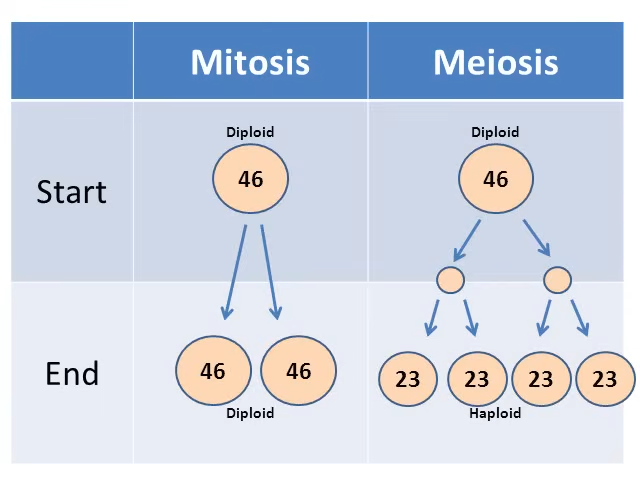 Mitosis Meiosis
Start
Diploid
46
Diploid
46
End
46 46
Diploid
23 23 23 23
Haploid